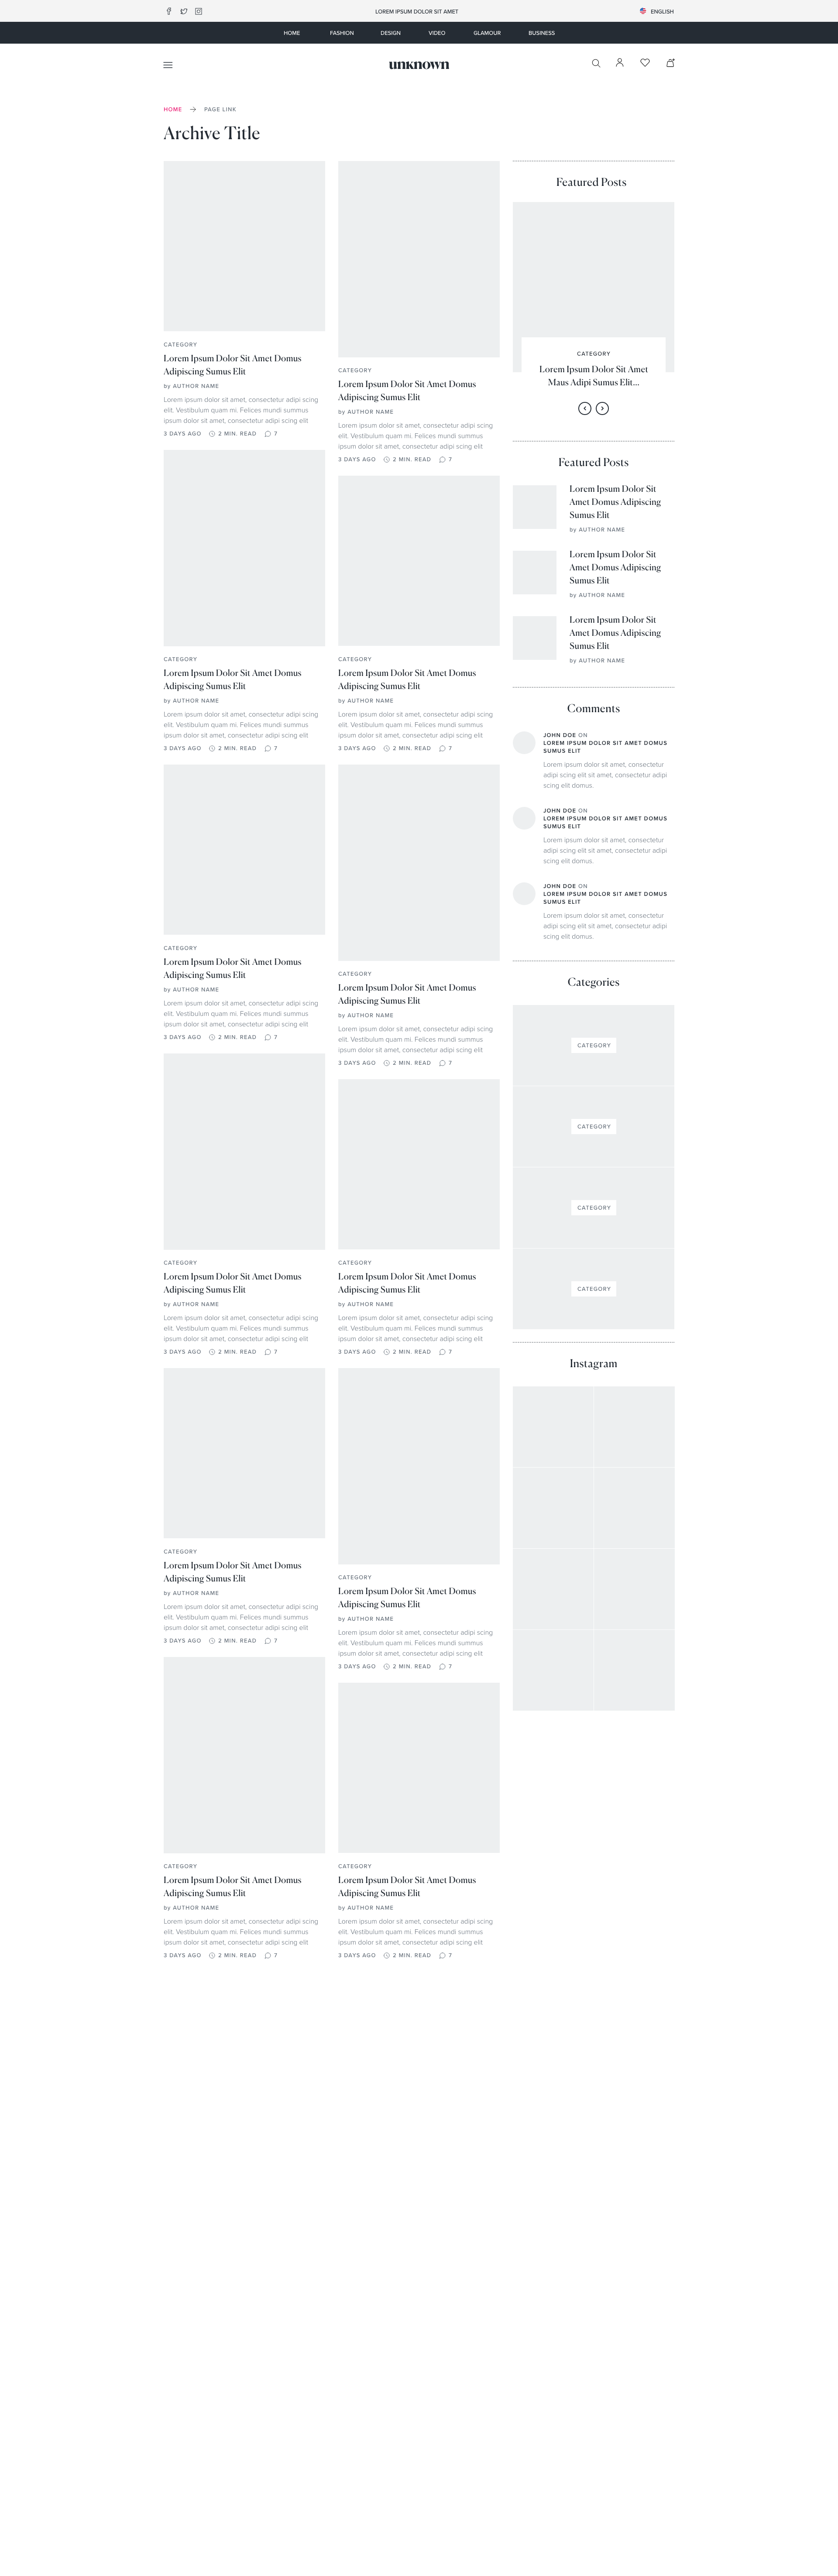 LOREM IPSUM DOLOR SIT AMET
ENGLISH
HOME FASHION DESIGN VIDEO GLAMOUR BUSINESS
unknown
HOME PAGE LINK
Archive Title
CATEGORY
Lorem Ipsum Dolor Sit Amet Domus
Adipiscing Sumus Elit
by AUTHOR NAME
Lorem ipsum dolor sit amet, consectetur adipi scing
elit. Vestibulum quam mi. Felices mundi summus
ipsum dolor sit amet, consectetur adipi scing elit
3 DAYS AGO 2 MIN. READ 7
CATEGORY
Lorem Ipsum Dolor Sit Amet Domus
Adipiscing Sumus Elit
by AUTHOR NAME
Lorem ipsum dolor sit amet, consectetur adipi scing
elit. Vestibulum quam mi. Felices mundi summus
ipsum dolor sit amet, consectetur adipi scing elit
3 DAYS AGO 2 MIN. READ 7
CATEGORY
Lorem Ipsum Dolor Sit Amet Domus
Adipiscing Sumus Elit
by AUTHOR NAME
Lorem ipsum dolor sit amet, consectetur adipi scing
elit. Vestibulum quam mi. Felices mundi summus
ipsum dolor sit amet, consectetur adipi scing elit
3 DAYS AGO 2 MIN. READ 7
CATEGORY
Lorem Ipsum Dolor Sit Amet Domus
Adipiscing Sumus Elit
by AUTHOR NAME
Lorem ipsum dolor sit amet, consectetur adipi scing
elit. Vestibulum quam mi. Felices mundi summus
ipsum dolor sit amet, consectetur adipi scing elit
3 DAYS AGO 2 MIN. READ 7
CATEGORY
Lorem Ipsum Dolor Sit Amet Domus
Adipiscing Sumus Elit
by AUTHOR NAME
Lorem ipsum dolor sit amet, consectetur adipi scing
elit. Vestibulum quam mi. Felices mundi summus
ipsum dolor sit amet, consectetur adipi scing elit
3 DAYS AGO 2 MIN. READ 7
CATEGORY
Lorem Ipsum Dolor Sit Amet Domus
Adipiscing Sumus Elit
by AUTHOR NAME
Lorem ipsum dolor sit amet, consectetur adipi scing
elit. Vestibulum quam mi. Felices mundi summus
ipsum dolor sit amet, consectetur adipi scing elit
3 DAYS AGO 2 MIN. READ 7
CATEGORY
Lorem Ipsum Dolor Sit Amet Domus
Adipiscing Sumus Elit
by AUTHOR NAME
Lorem ipsum dolor sit amet, consectetur adipi scing
elit. Vestibulum quam mi. Felices mundi summus
ipsum dolor sit amet, consectetur adipi scing elit
3 DAYS AGO 2 MIN. READ 7
CATEGORY
Lorem Ipsum Dolor Sit Amet Domus
Adipiscing Sumus Elit
by AUTHOR NAME
Lorem ipsum dolor sit amet, consectetur adipi scing
elit. Vestibulum quam mi. Felices mundi summus
ipsum dolor sit amet, consectetur adipi scing elit
3 DAYS AGO 2 MIN. READ 7
CATEGORY
Lorem Ipsum Dolor Sit Amet Domus
Adipiscing Sumus Elit
by AUTHOR NAME
Lorem ipsum dolor sit amet, consectetur adipi scing
elit. Vestibulum quam mi. Felices mundi summus
ipsum dolor sit amet, consectetur adipi scing elit
3 DAYS AGO 2 MIN. READ 7
CATEGORY
Lorem Ipsum Dolor Sit Amet Domus
Adipiscing Sumus Elit
by AUTHOR NAME
Lorem ipsum dolor sit amet, consectetur adipi scing
elit. Vestibulum quam mi. Felices mundi summus
ipsum dolor sit amet, consectetur adipi scing elit
3 DAYS AGO 2 MIN. READ 7
CATEGORY
Lorem Ipsum Dolor Sit Amet Domus
Adipiscing Sumus Elit
by AUTHOR NAME
Lorem ipsum dolor sit amet, consectetur adipi scing
elit. Vestibulum quam mi. Felices mundi summus
ipsum dolor sit amet, consectetur adipi scing elit
3 DAYS AGO 2 MIN. READ 7
CATEGORY
Lorem Ipsum Dolor Sit Amet Domus
Adipiscing Sumus Elit
by AUTHOR NAME
Lorem ipsum dolor sit amet, consectetur adipi scing
elit. Vestibulum quam mi. Felices mundi summus
ipsum dolor sit amet, consectetur adipi scing elit
3 DAYS AGO 2 MIN. READ 7
Featured Posts
CATEGORY
Lorem Ipsum Dolor Sit Amet
Maus Adipi Sumus Elit...
Featured Posts
Lorem Ipsum Dolor Sit
Amet Domus Adipiscing
Sumus Elit
by AUTHOR NAME
Lorem Ipsum Dolor Sit
Amet Domus Adipiscing
Sumus Elit
by AUTHOR NAME
Lorem Ipsum Dolor Sit
Amet Domus Adipiscing
Sumus Elit
by AUTHOR NAME
Comments
JOHN DOE ON
LOREM IPSUM DOLOR SIT AMET DOMUS
SUMUS ELIT
Lorem ipsum dolor sit amet, consectetur
adipi scing elit sit amet, consectetur adipi
scing elit domus.
JOHN DOE ON
LOREM IPSUM DOLOR SIT AMET DOMUS
SUMUS ELIT
Lorem ipsum dolor sit amet, consectetur
adipi scing elit sit amet, consectetur adipi
scing elit domus.
JOHN DOE ON
LOREM IPSUM DOLOR SIT AMET DOMUS
SUMUS ELIT
Lorem ipsum dolor sit amet, consectetur
adipi scing elit sit amet, consectetur adipi
scing elit domus.
Categories
CATEGORY
CATEGORY
CATEGORY
CATEGORY
Instagram